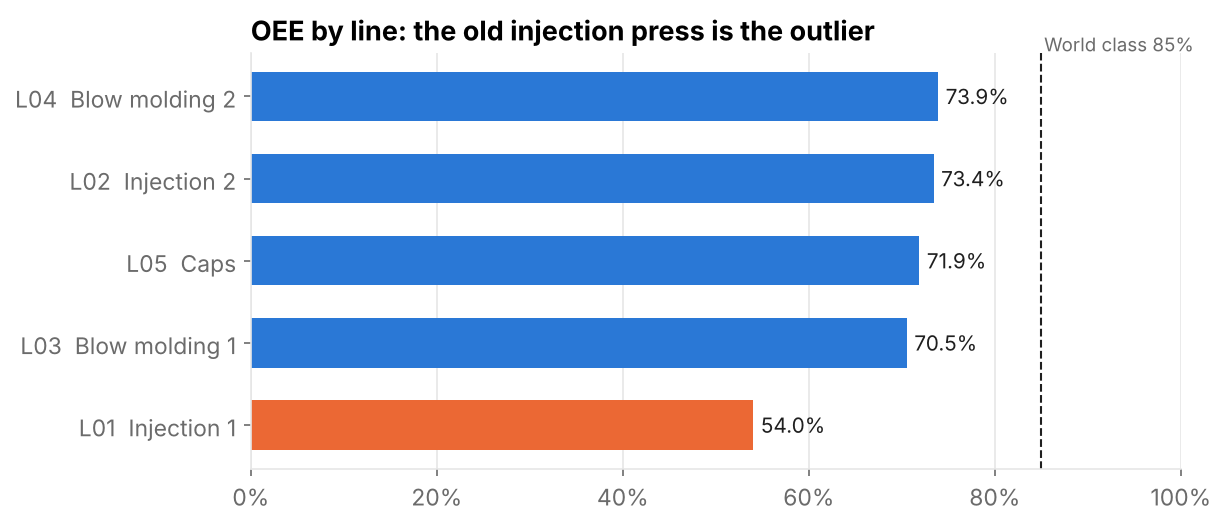 OEE by line: the old injection press is the outlier
World class 85%
L04 Blow molding 2 73.9%
L02 Injection 2 73.4%
L05 Caps 71.9%
L03 Blow molding 1 70.5%
L01 Injection 1 54.0%
0% 20% 40% 60% 80% 100%